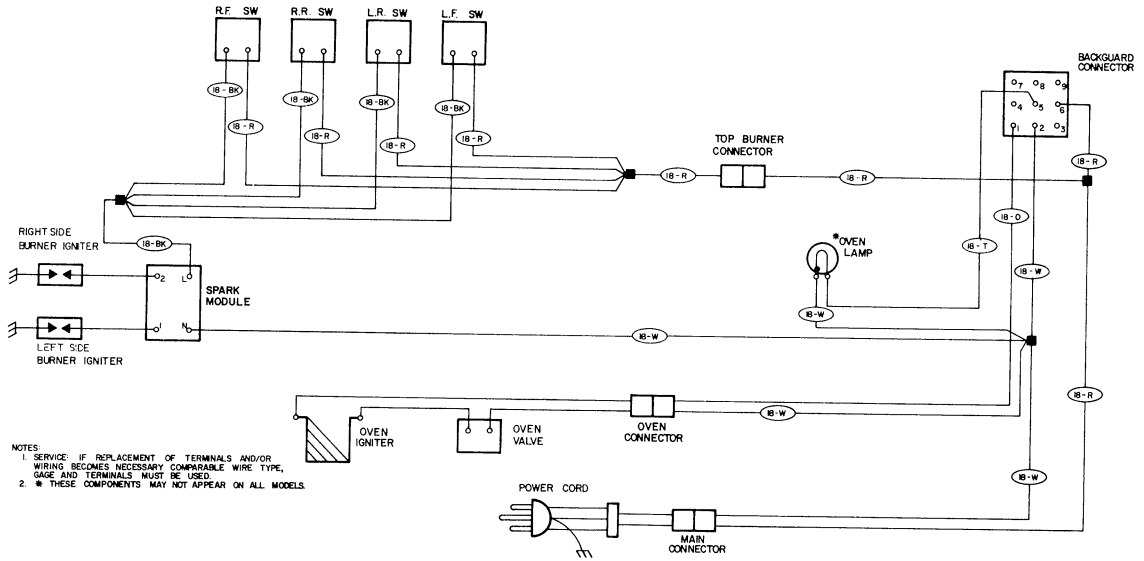 R.F. SW
R.R. SW
L.R. SW
L.F. SW
BACKGUARD
CONNECTOR
7 8 9
4 5 6
1 2 3
18-BK
18-R
18-BK
18-R
18-BK
18-R
18-BK
18-R
TOP BURNER
CONNECTOR
18-R
18-R
18-R
18-O
18-T
18-W
*OVEN
LAMP
18-W
RIGHT SIDE
BURNER IGNITER
18-BK
2 L
SPARK
MODULE
1 N
LEFT SIDE
BURNER IGNITER
18-W
18-R
18-W
OVEN
IGNITER
OVEN
VALVE
OVEN
CONNECTOR
NOTES:
1. SERVICE: IF REPLACEMENT OF TERMINALS AND/OR
WIRING BECOMES NECESSARY COMPARABLE WIRE TYPE,
GAGE AND TERMINALS MUST BE USED.
2. * THESE COMPONENTS MAY NOT APPEAR ON ALL MODELS.
18-W
POWER CORD
MAIN
CONNECTOR